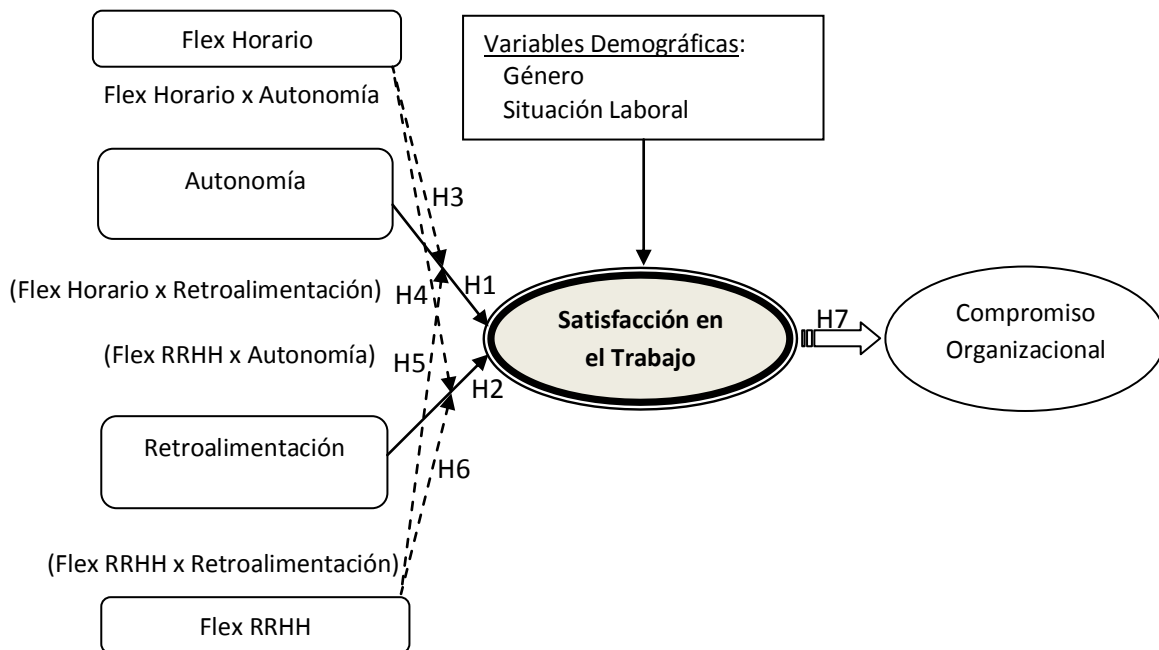 Flex Horario
Flex Horario x Autonomía
Variables Demográficas:
Género
Situación Laboral
Autonomía
H3
(Flex Horario x Retroalimentación)
H4
H1
(Flex RRHH x Autonomía)
H5
H2
Satisfacción en
el Trabajo
H7
Compromiso
Organizacional
Retroalimentación
H6
(Flex RRHH x Retroalimentación)
Flex RRHH